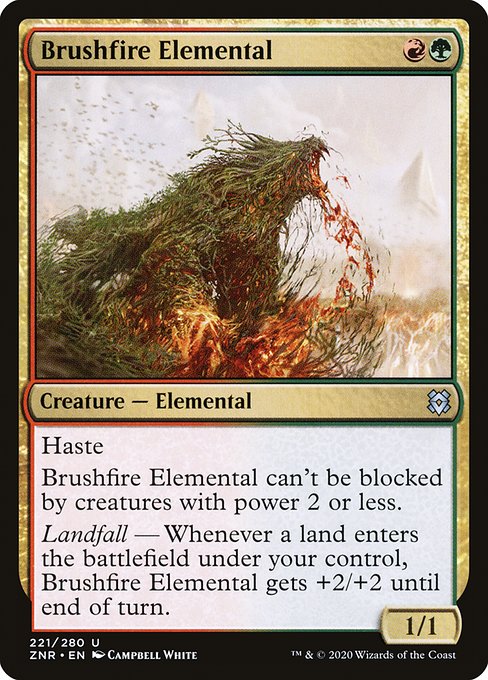 Brushfire Elemental
Creature — Elemental
Haste
Brushfire Elemental can't be blocked
by creatures with power 2 or less.
Landfall — Whenever a land enters
the battlefield under your control,
Brushfire Elemental gets +2/+2 until
end of turn.
1/1
221/280 U
ZNR • EN Campbell White
™ & © 2020 Wizards of the Coast